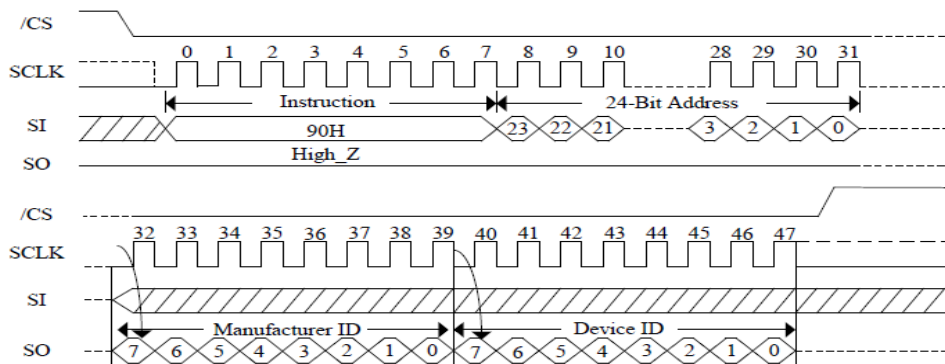 /CS
0 1 2 3 4 5 6 7 8 9 10 28 29 30 31
SCLK
Instruction 24-Bit Address
SI 90H 23 22 21 3 2 1 0
High_Z
SO
/CS
32 33 34 35 36 37 38 39 40 41 42 43 44 45 46 47
SCLK
SI
Manufacturer ID Device ID
SO 7 6 5 4 3 2 1 0 7 6 5 4 3 2 1 0